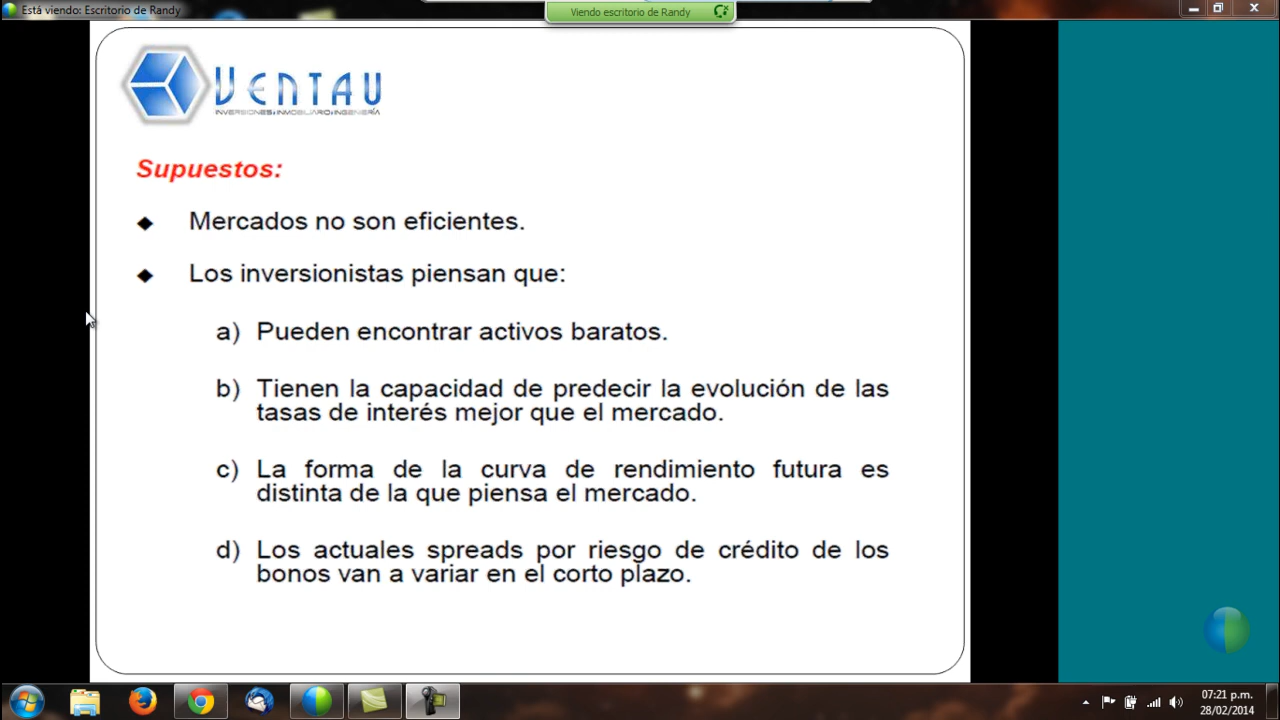 Está viendo: Escritorio de Randy
Viendo escritorio de Randy
VENTAU
INVERSIONES・INMOBILIARIO・INGENIERÍA
Supuestos:
◆ Mercados no son eficientes.
◆ Los inversionistas piensan que:
a) Pueden encontrar activos baratos.
b) Tienen la capacidad de predecir la evolución de las
tasas de interés mejor que el mercado.
c) La forma de la curva de rendimiento futura es
distinta de la que piensa el mercado.
d) Los actuales spreads por riesgo de crédito de los
bonos van a variar en el corto plazo.
07:21 p.m.
28/02/2014